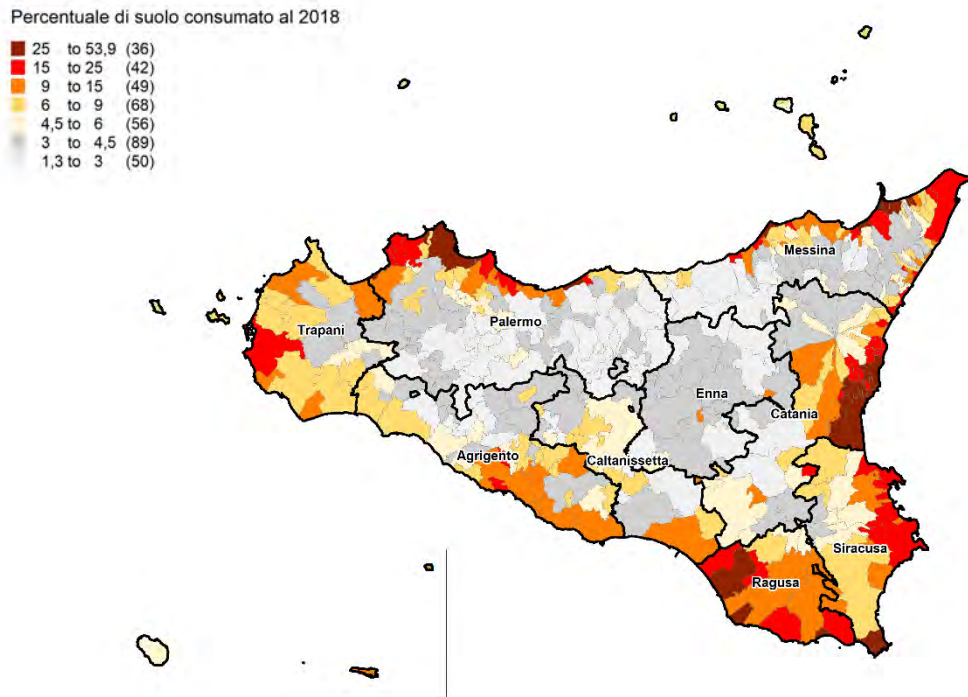 Percentuale di suolo consumato al 2018
25 to 53,9 (36)
15 to 25 (42)
9 to 15 (49)
6 to 9 (68)
4,5 to 6 (56)
3 to 4,5 (89)
1,3 to 3 (50)
Messina
Trapani
Palermo
Enna
Catania
Agrigento
Caltanissetta
Siracusa
Ragusa